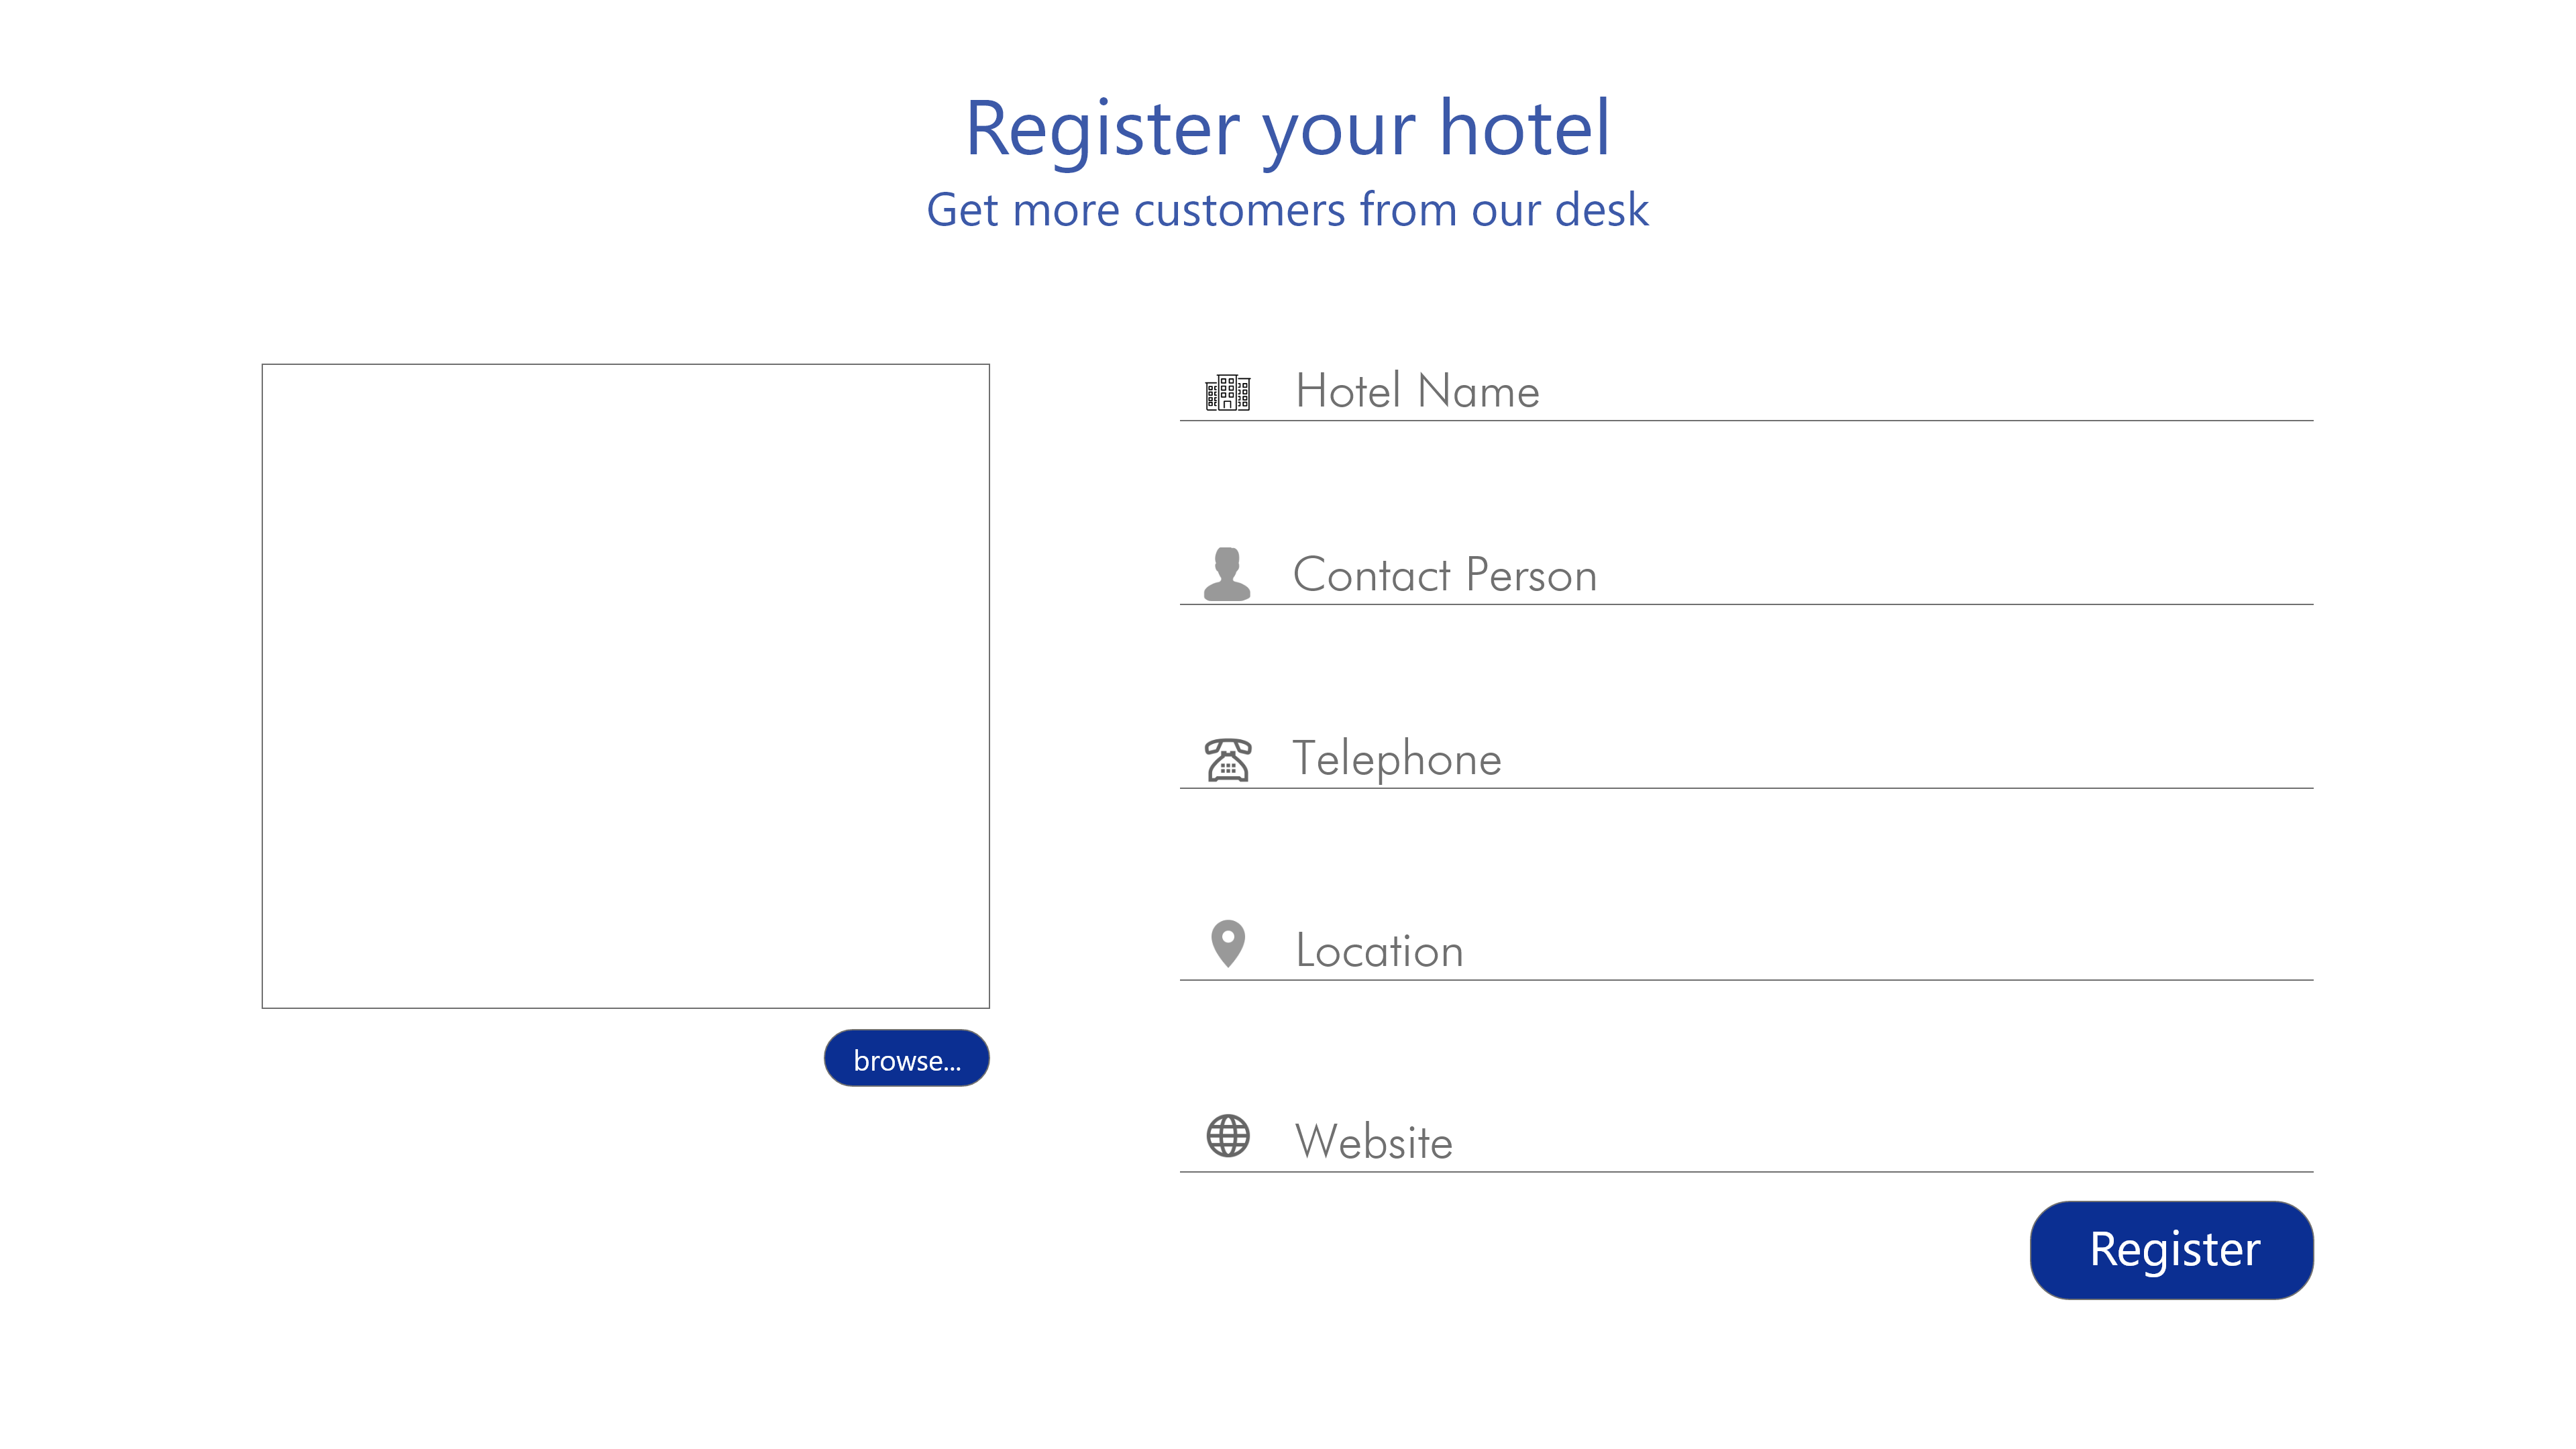 Register your hotel
Get more customers from our desk
Hotel Name
Contact Person
Telephone
Location
browse...
Website
Register